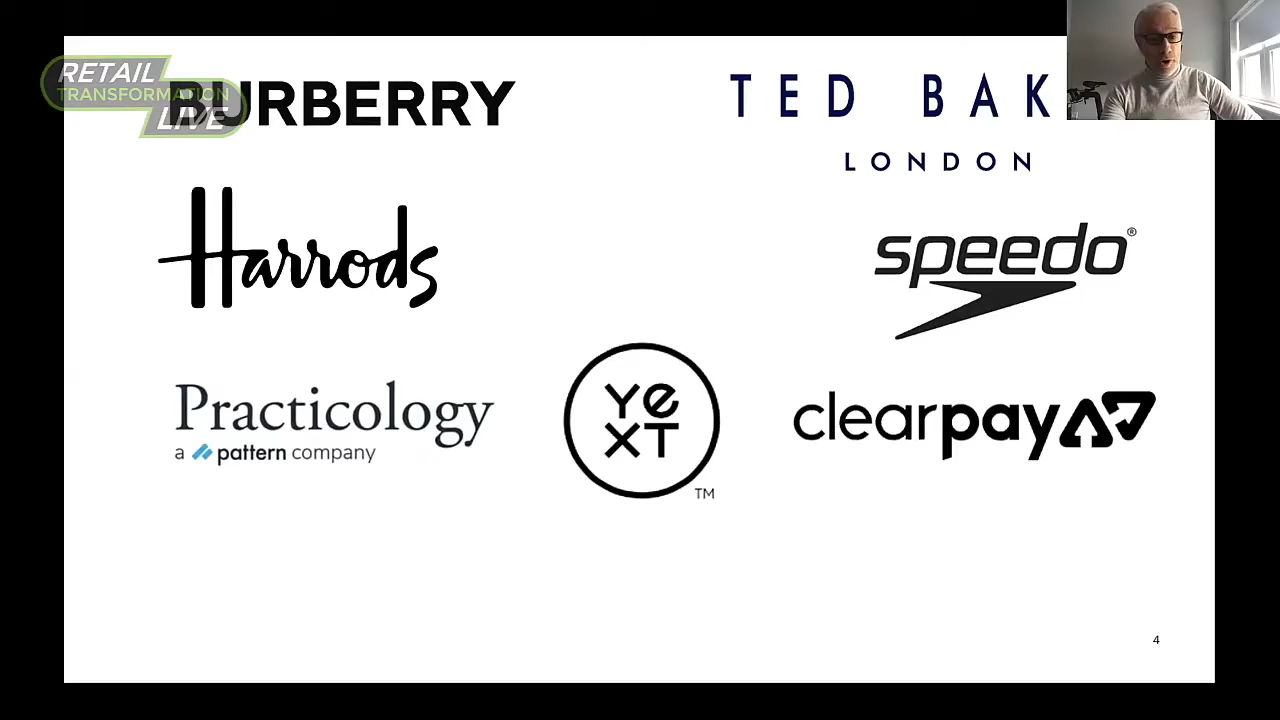 RETAIL
TRANSFORMATION
LIVE
BURBERRY
TED BAK
LONDON
Harrods
speedo®
Practicology
a pattern company
YEXT
TM
clearpay
4